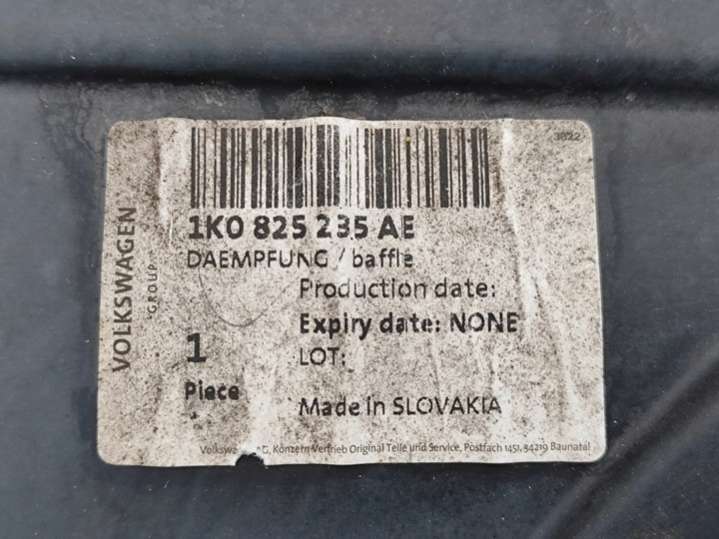 3822
1K0 825 235 AE
DAEMPFUNG / baffle
Production date:
Expiry date: NONE
1
LOT:
Piece
Made in SLOVAKIA
VOLKSWAGEN
GROUP
G, Konzern Vertrieb Original Teile und Service, Postfach 1451, 34219 Baunatal